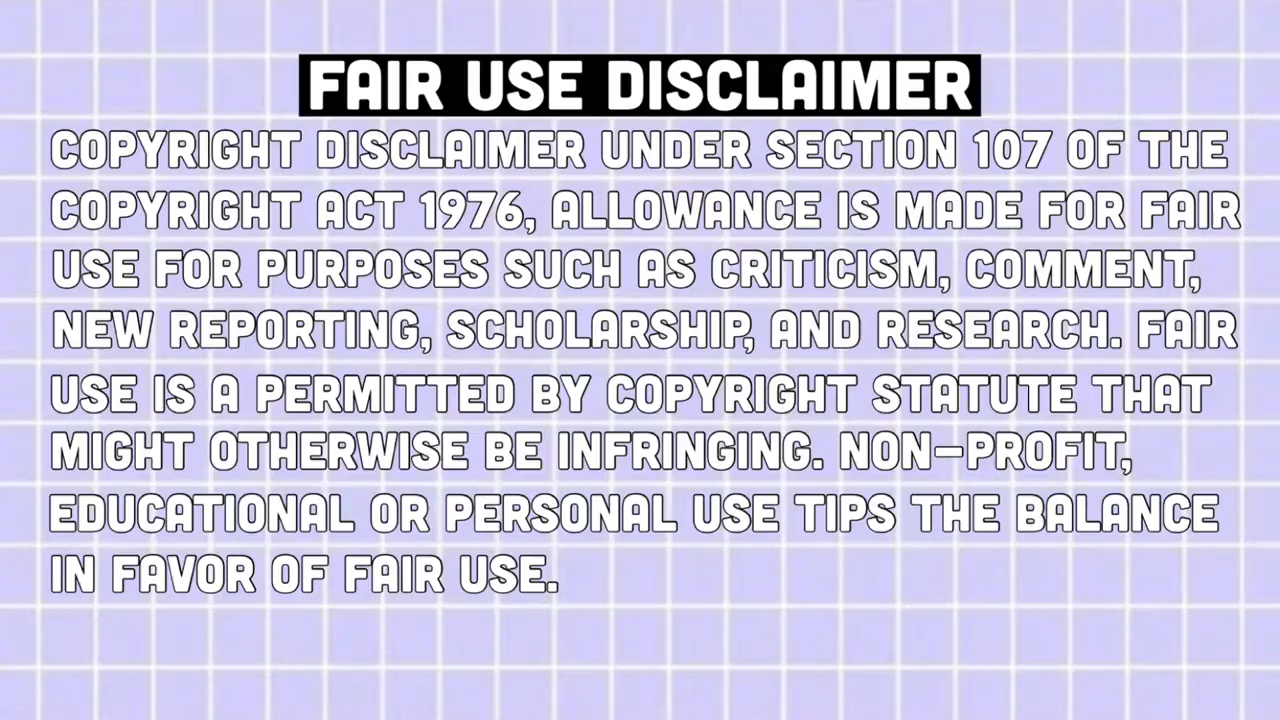 FAIR USE DISCLAIMER
COPYRIGHT DISCLAIMER UNDER SECTION 107 OF THE
COPYRIGHT ACT 1976, ALLOWANCE IS MADE FOR FAIR
USE FOR PURPOSES SUCH AS CRITICISM, COMMENT,
NEW REPORTING, SCHOLARSHIP, AND RESEARCH. FAIR
USE IS A PERMITTED BY COPYRIGHT STATUTE THAT
MIGHT OTHERWISE BE INFRINGING. NON-PROFIT,
EDUCATIONAL OR PERSONAL USE TIPS THE BALANCE
IN FAVOR OF FAIR USE.